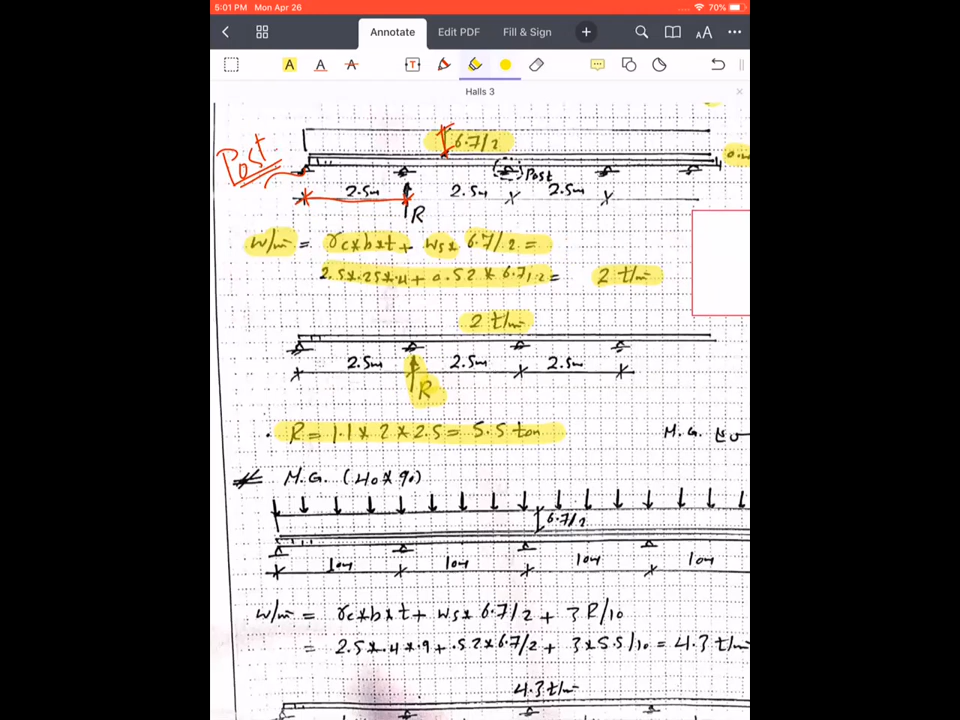 5:01 PM Mon Apr 26
70%
Annotate
Edit PDF
Fill & Sign
AA
A A A T
Halls 3
6.7/2
Post
Post
2.5m 2.5m 2.5m
R
w/m = γc*b*t + ws* 6.7/2 =
2.5*.25*.4 + 0.52 * 6.7/2 = 2 t/m
2 t/m
2.5m 2.5m 2.5m
R
R = 1.1 * 2 * 2.5 = 5.5 ton
M.G.
M.G. (40*90)
6.7/2
10m 10m 10m 10m
w/m = γc*b*t + ws* 6.7/2 + 3R/10
= 2.5*.4*.9 + .52*6.7/2 + 3*5.5/10 = 4.3 t/m
4.3 t/m